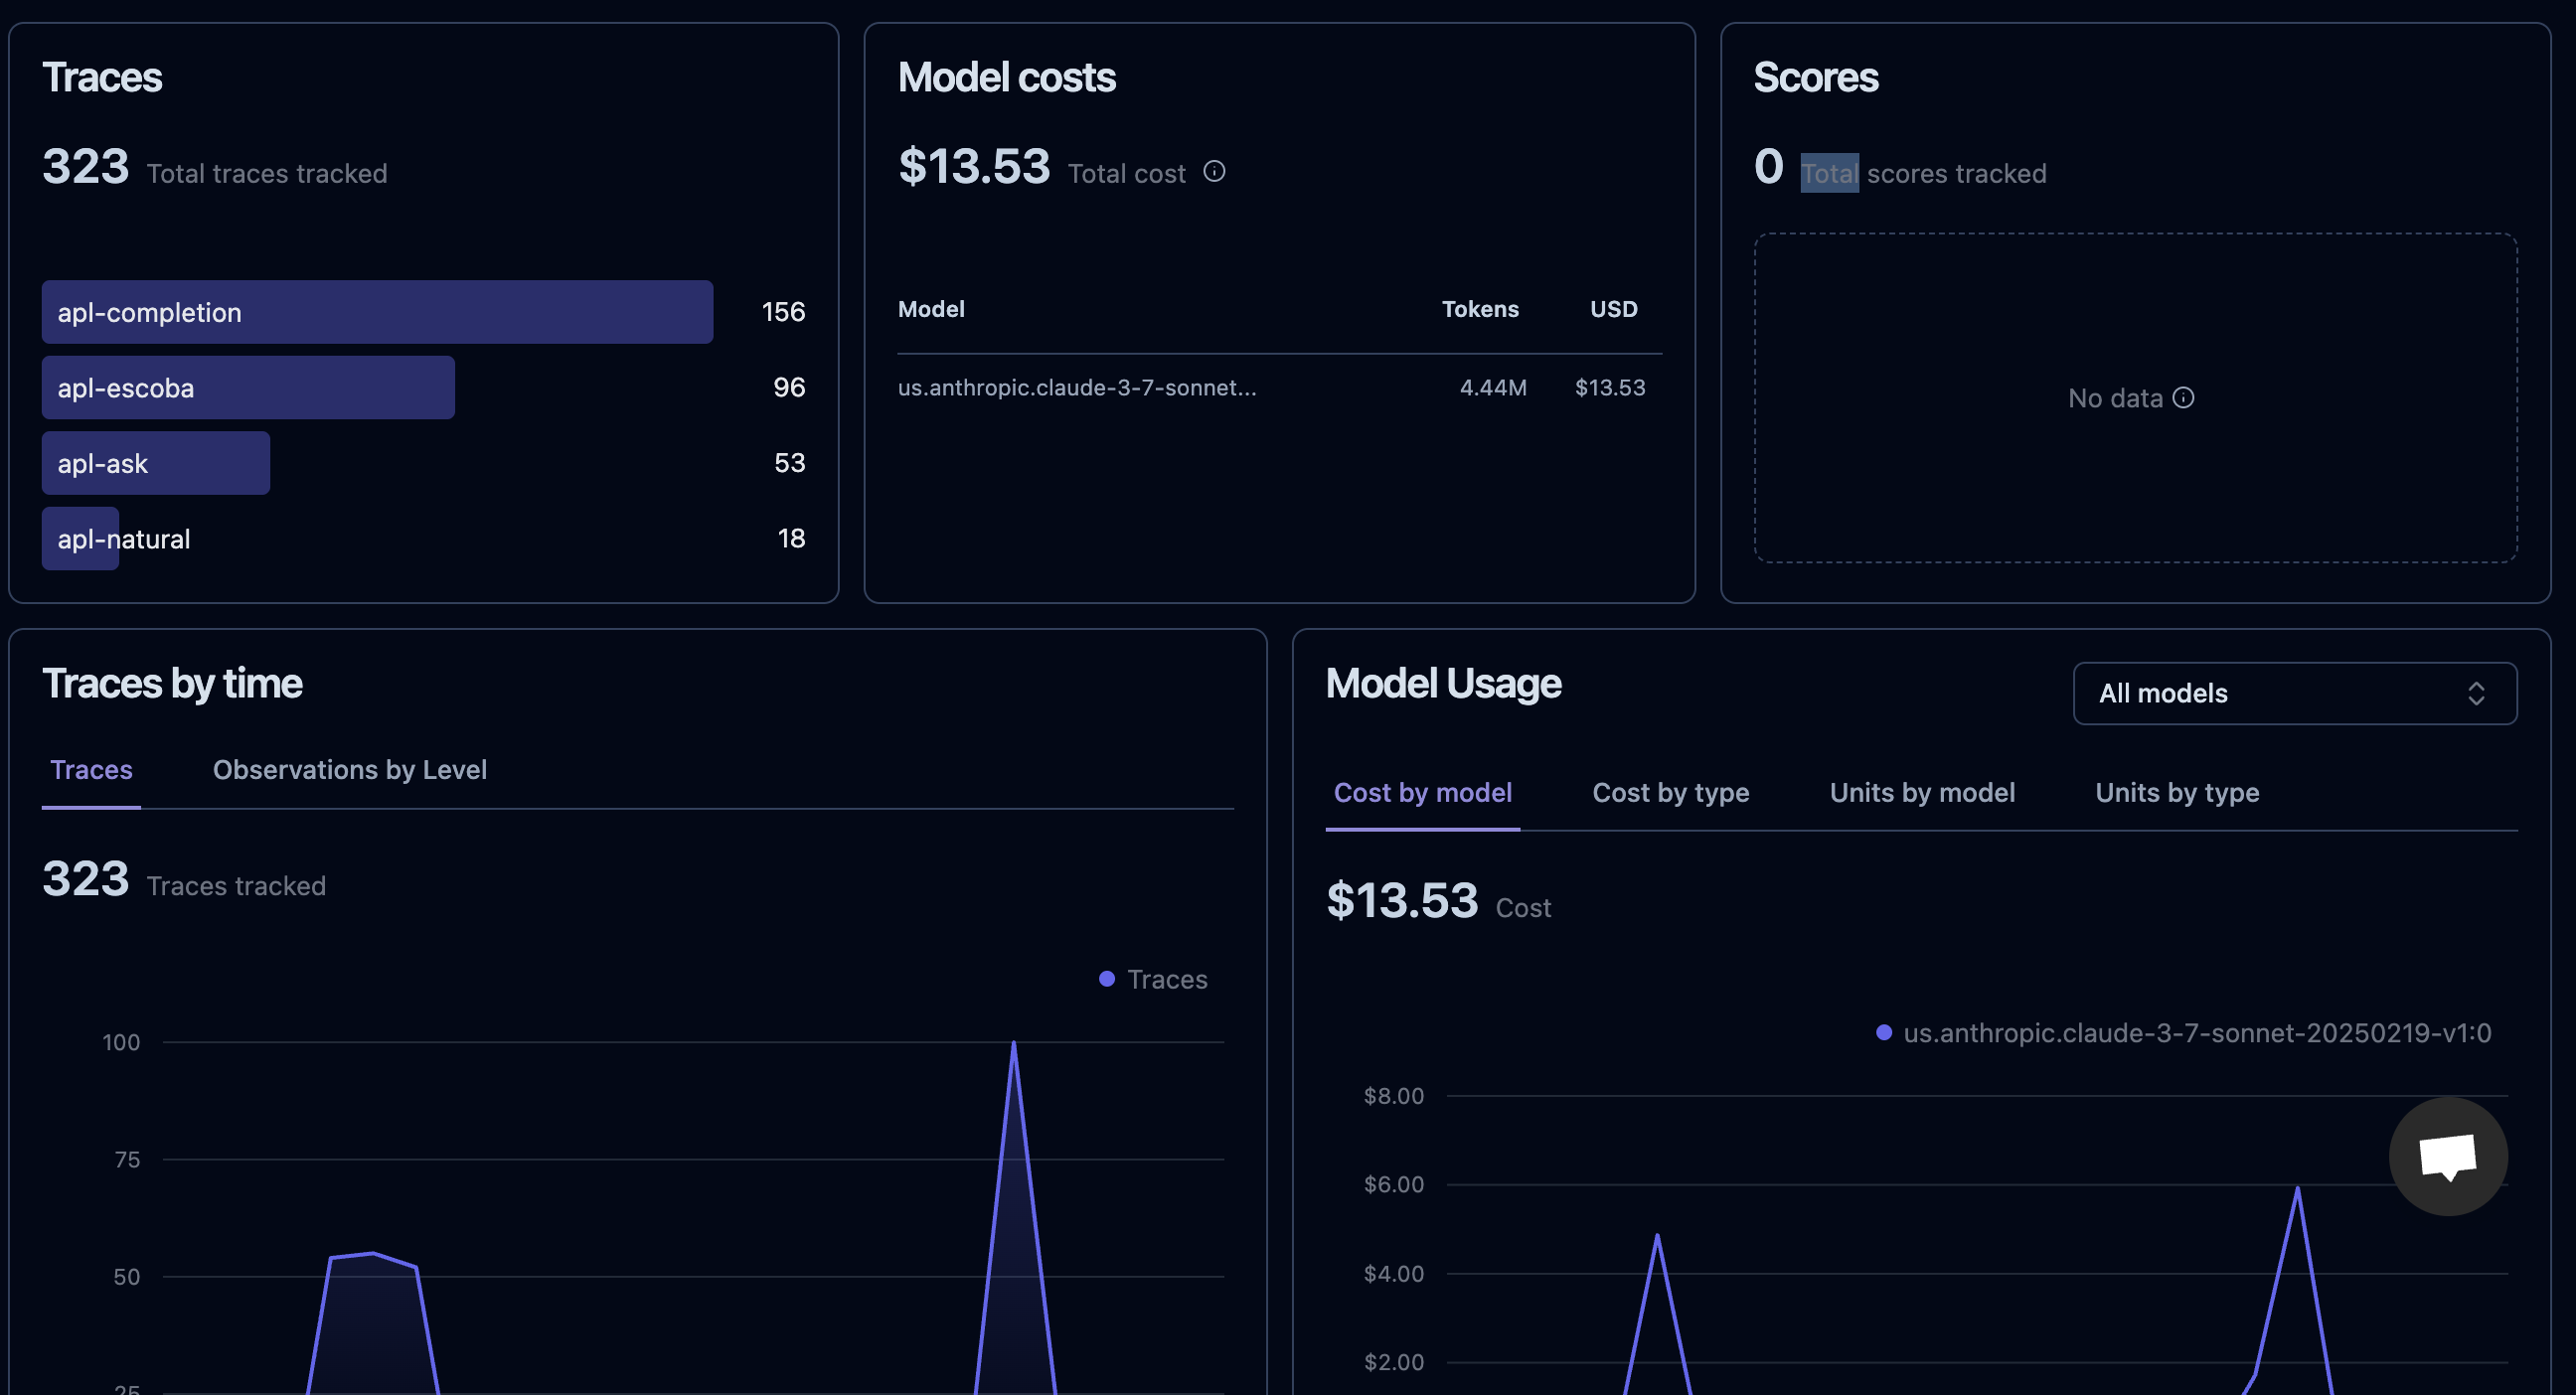 Traces
323 Total traces tracked
apl-completion 156
apl-escoba 96
apl-ask 53
apl-natural 18
Model costs
$13.53 Total cost
Model Tokens USD
us.anthropic.claude-3-7-sonnet... 4.44M $13.53
Scores
0 Total scores tracked
No data
Traces by time
Traces Observations by Level
323 Traces tracked
Traces
100
75
50
25
Model Usage
All models
Cost by model Cost by type Units by model Units by type
$13.53 Cost
us.anthropic.claude-3-7-sonnet-20250219-v1:0
$8.00
$6.00
$4.00
$2.00